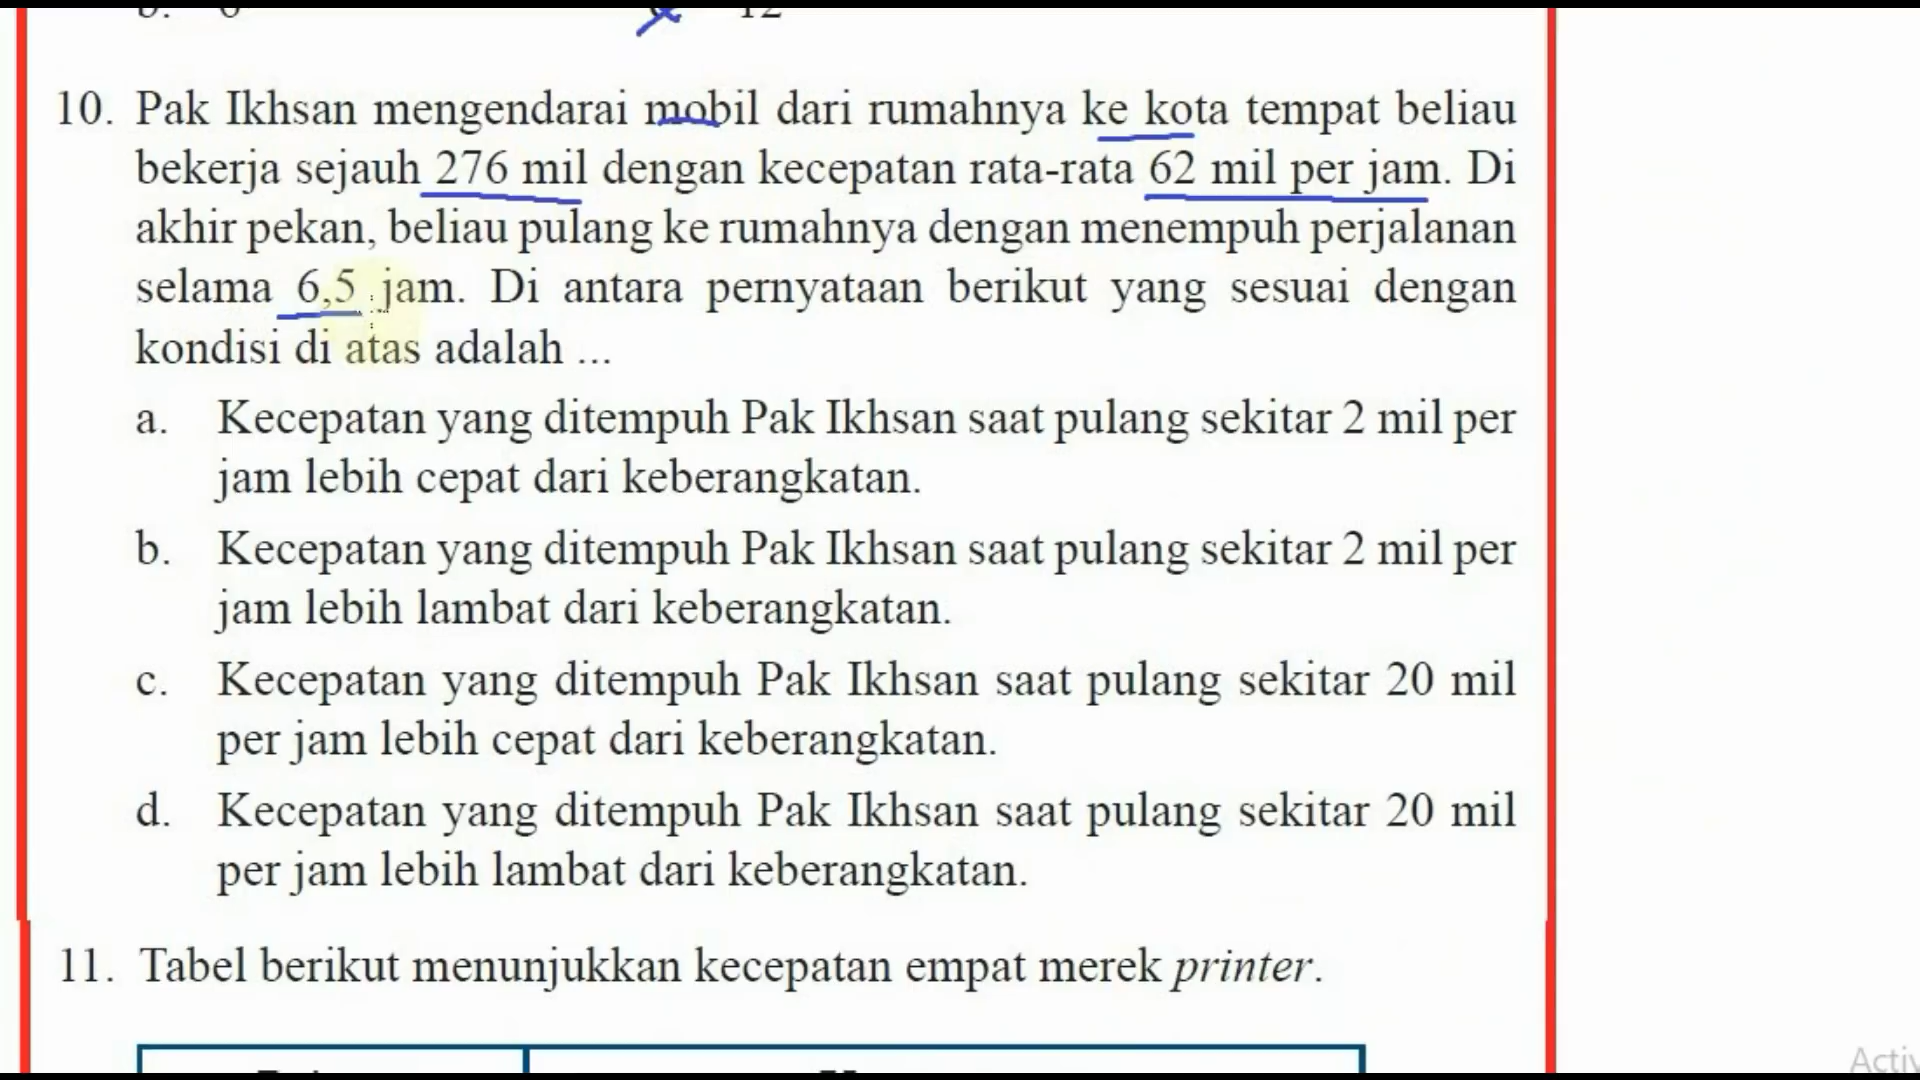 10. Pak Ikhsan mengendarai mobil dari rumahnya ke kota tempat beliau
bekerja sejauh 276 mil dengan kecepatan rata-rata 62 mil per jam. Di
akhir pekan, beliau pulang ke rumahnya dengan menempuh perjalanan
selama 6,5 jam. Di antara pernyataan berikut yang sesuai dengan
kondisi di atas adalah ...
a. Kecepatan yang ditempuh Pak Ikhsan saat pulang sekitar 2 mil per
jam lebih cepat dari keberangkatan.
b. Kecepatan yang ditempuh Pak Ikhsan saat pulang sekitar 2 mil per
jam lebih lambat dari keberangkatan.
c. Kecepatan yang ditempuh Pak Ikhsan saat pulang sekitar 20 mil
per jam lebih cepat dari keberangkatan.
d. Kecepatan yang ditempuh Pak Ikhsan saat pulang sekitar 20 mil
per jam lebih lambat dari keberangkatan.
11. Tabel berikut menunjukkan kecepatan empat merek printer.